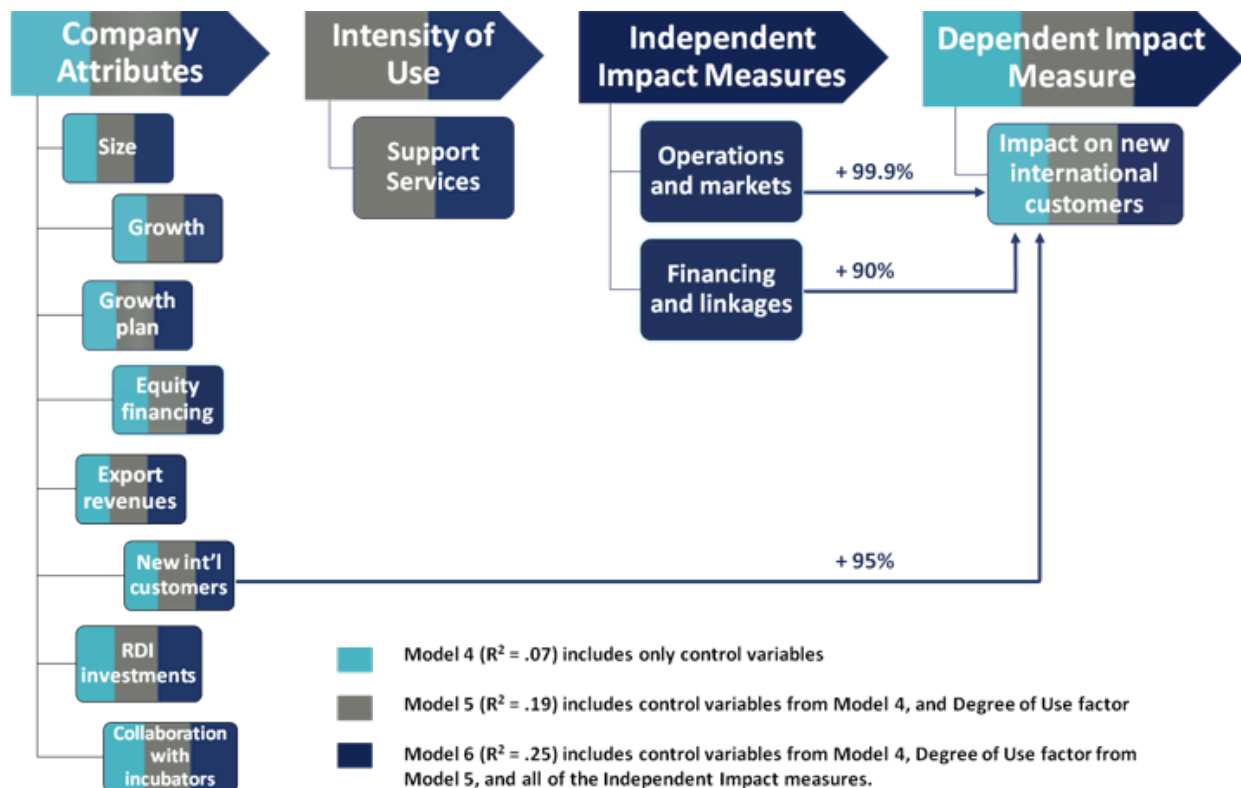 Company
Attributes
Intensity of
Use
Independent
Impact Measures
Dependent Impact
Measure
Size
Growth
Growth
plan
Equity
financing
Export
revenues
New int'l
customers
RDI
investments
Collaboration
with
incubators
Support
Services
Operations
and markets
Financing
and linkages
+ 99.9%
+ 90%
+ 95%
Impact on new
international
customers
Model 4 (R² = .07) includes only control variables
Model 5 (R² = .19) includes control variables from Model 4, and Degree of Use factor
Model 6 (R² = .25) includes control variables from Model 4, Degree of Use factor from
Model 5, and all of the Independent Impact measures.